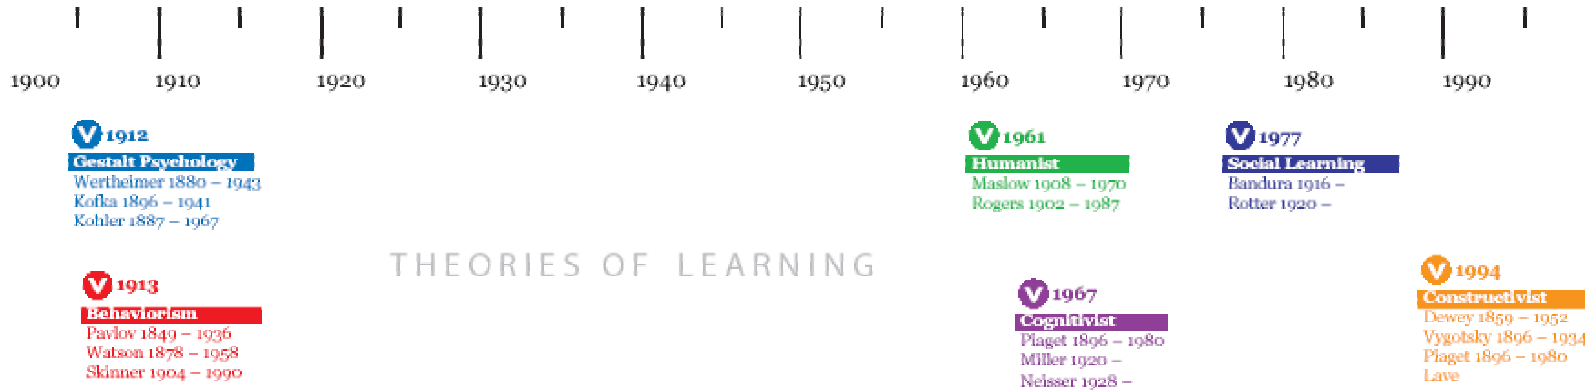 1900 1910 1920 1930 1940 1950 1960 1970 1980 1990
V 1912
Gestalt Psychology
Wertheimer 1880 – 1943
Kofka 1896 – 1941
Kohler 1887 – 1967
V 1961
Humanist
Maslow 1908 – 1970
Rogers 1902 – 1987
V 1977
Social Learning
Bandura 1916 –
Rotter 1920 –
THEORIES OF LEARNING
V 1913
Behaviorism
Pavlov 1849 – 1936
Watson 1878 – 1958
Skinner 1904 – 1990
V 1967
Cognitivist
Piaget 1896 – 1980
Miller 1920 –
Neisser 1928 –
V 1994
Constructivist
Dewey 1859 – 1952
Vygotsky 1896 – 1934
Piaget 1896 – 1980
Lave